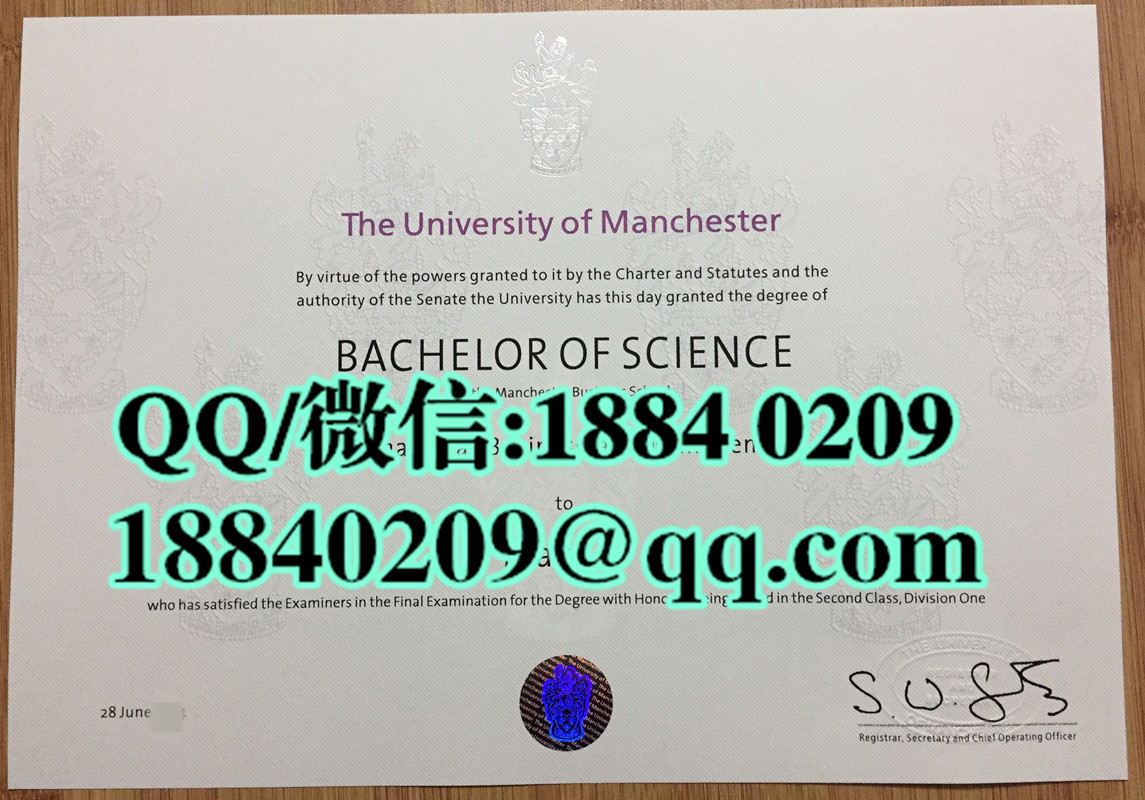 The University of Manchester
By virtue of the powers granted to it by the Charter and Statutes and the
authority of the Senate the University has this day granted the degree of
BACHELOR OF SCIENCE
QQ/微信:1884 0209
to
18840209@qq.com
who has satisfied the Examiners in the Final Examination for the Degree with in the Second Class, Division One
28 June
Registrar, Secretary and Chief Operating Officer